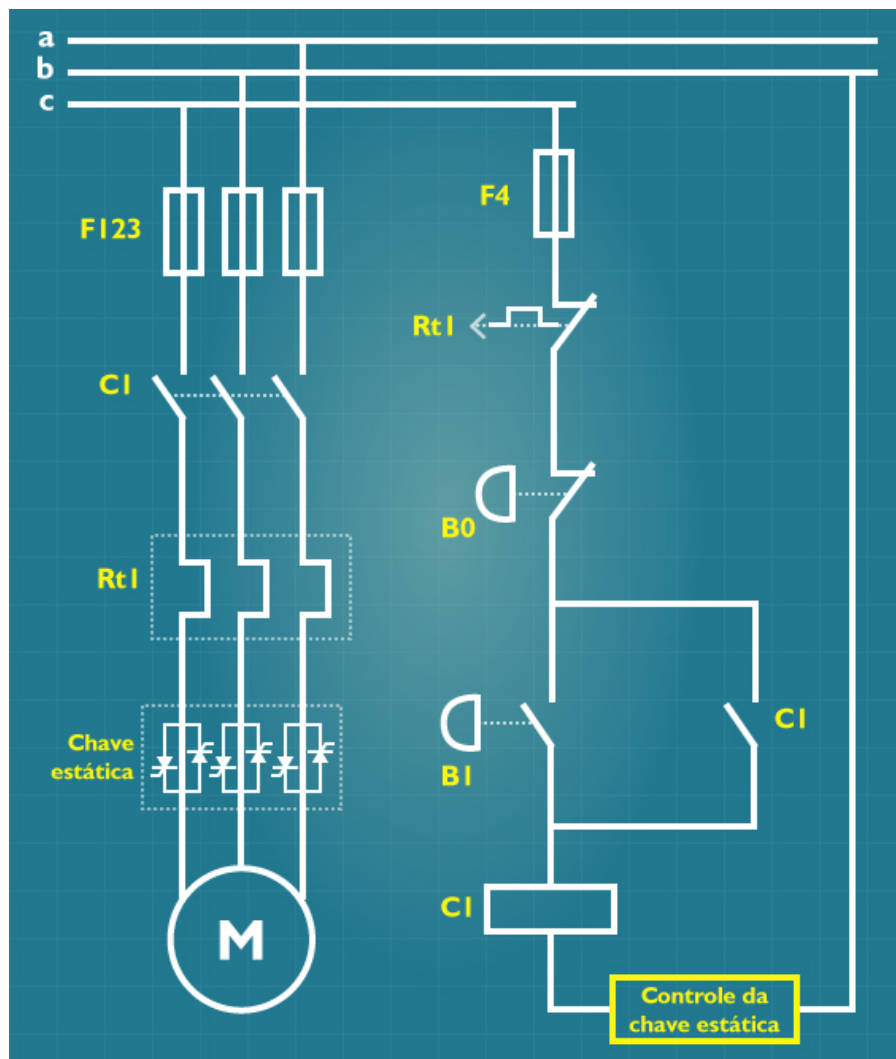 a
b
c
F123
F4
Rt1
C1
B0
Rt1
Chave
estática
B1
C1
C1
M
Controle da
chave estática